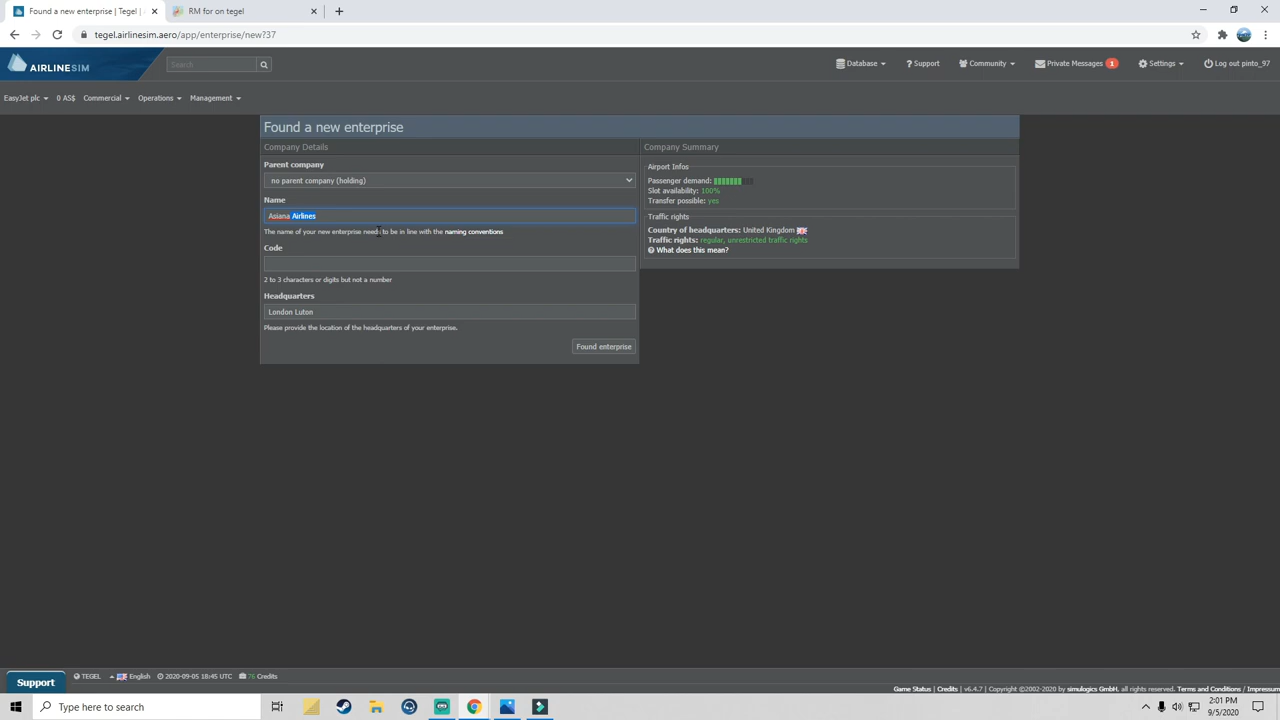 Found a new enterprise | Tegel |
RM for on tegel
tegel.airlinesim.aero/app/enterprise/new?37
AIRLINESIM
Search
Database
Support
Community
Private Messages 1
Settings
Log out pinto_97
EasyJet plc
0 AS$
Commercial
Operations
Management
Found a new enterprise
Company Details
Parent company
no parent company (holding)
Name
Asiana Airlines
The name of your new enterprise need to be in line with the naming conventions
Code
2 to 3 characters or digits but not a number
Headquarters
London Luton
Please provide the location of the headquarters of your enterprise.
Found enterprise
Company Summary
Airport Infos
Passenger demand:
Slot availability: 100%
Transfer possible: yes
Traffic rights
Country of headquarters: United Kingdom
Traffic rights: regular, unrestricted traffic rights
What does this mean?
Support
TEGEL
English
2020-09-05 18:45 UTC
76 Credits
Game Status | Credits | v6.4.7 | Copyright ©2002-2020 by simulogics GmbH, all rights reserved. Terms and Conditions / Impressum
Type here to search
2:01 PM
9/5/2020